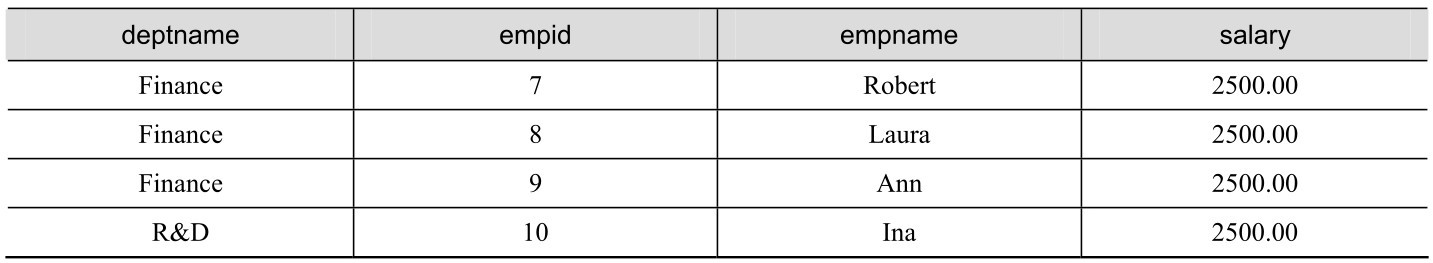 deptname empid empname salary
Finance 7 Robert 2500.00
Finance 8 Laura 2500.00
Finance 9 Ann 2500.00
R&D 10 Ina 2500.00